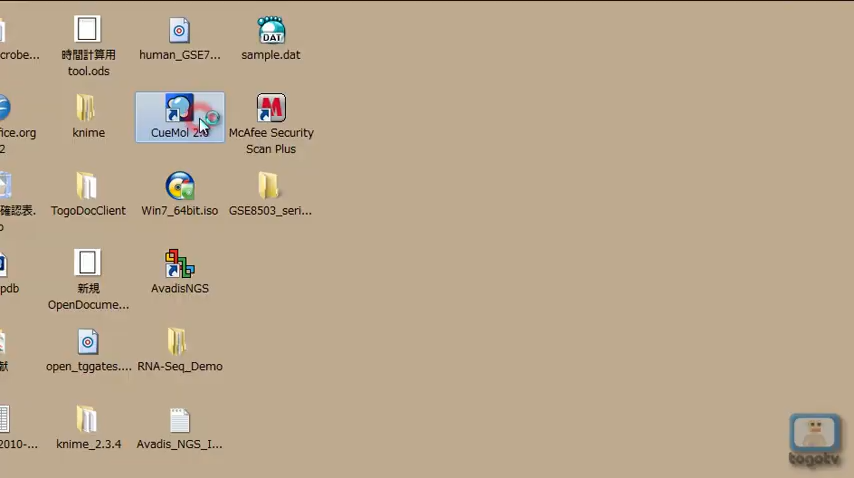 crobe...
時間計算用
tool.ods
human_GSE7...
DAT
sample.dat
fice.org
2
knime
CueMol 2.0
McAfee Security
Scan Plus
確認表.
TogoDocClient
Win7_64bit.iso
GSE8503_seri...
pdb
新規
OpenDocume...
AvadisNGS
献
open_tggates....
RNA-Seq_Demo
2010-...
knime_2.3.4
Avadis_NGS_I...
togotv